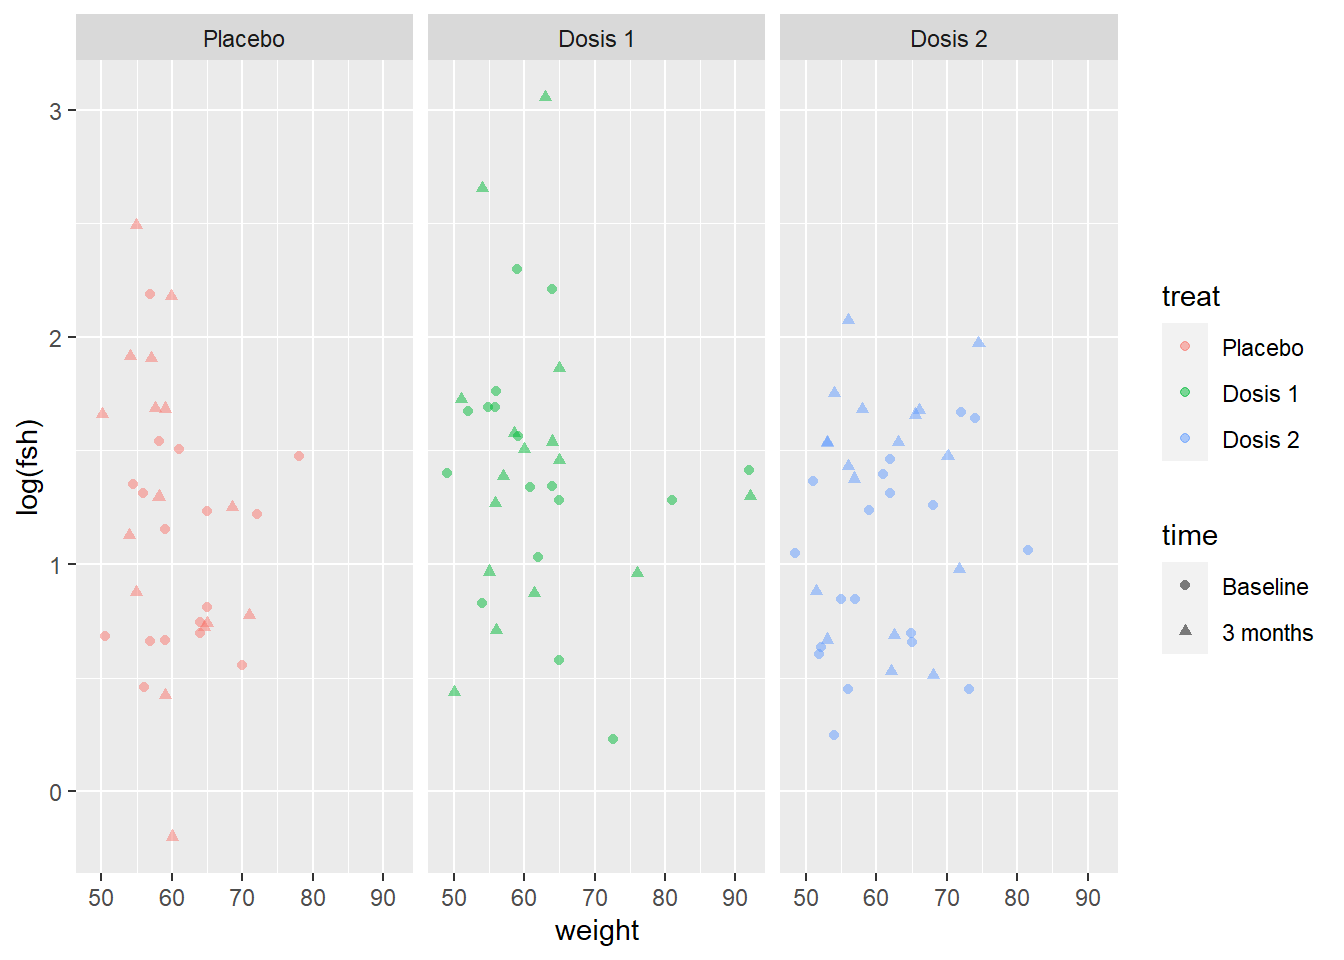 Placebo Dosis 1 Dosis 2
3
2
1
0
log(fsh)
50 60 70 80 90 50 60 70 80 90 50 60 70 80 90
weight
treat
Placebo
Dosis 1
Dosis 2
time
Baseline
3 months